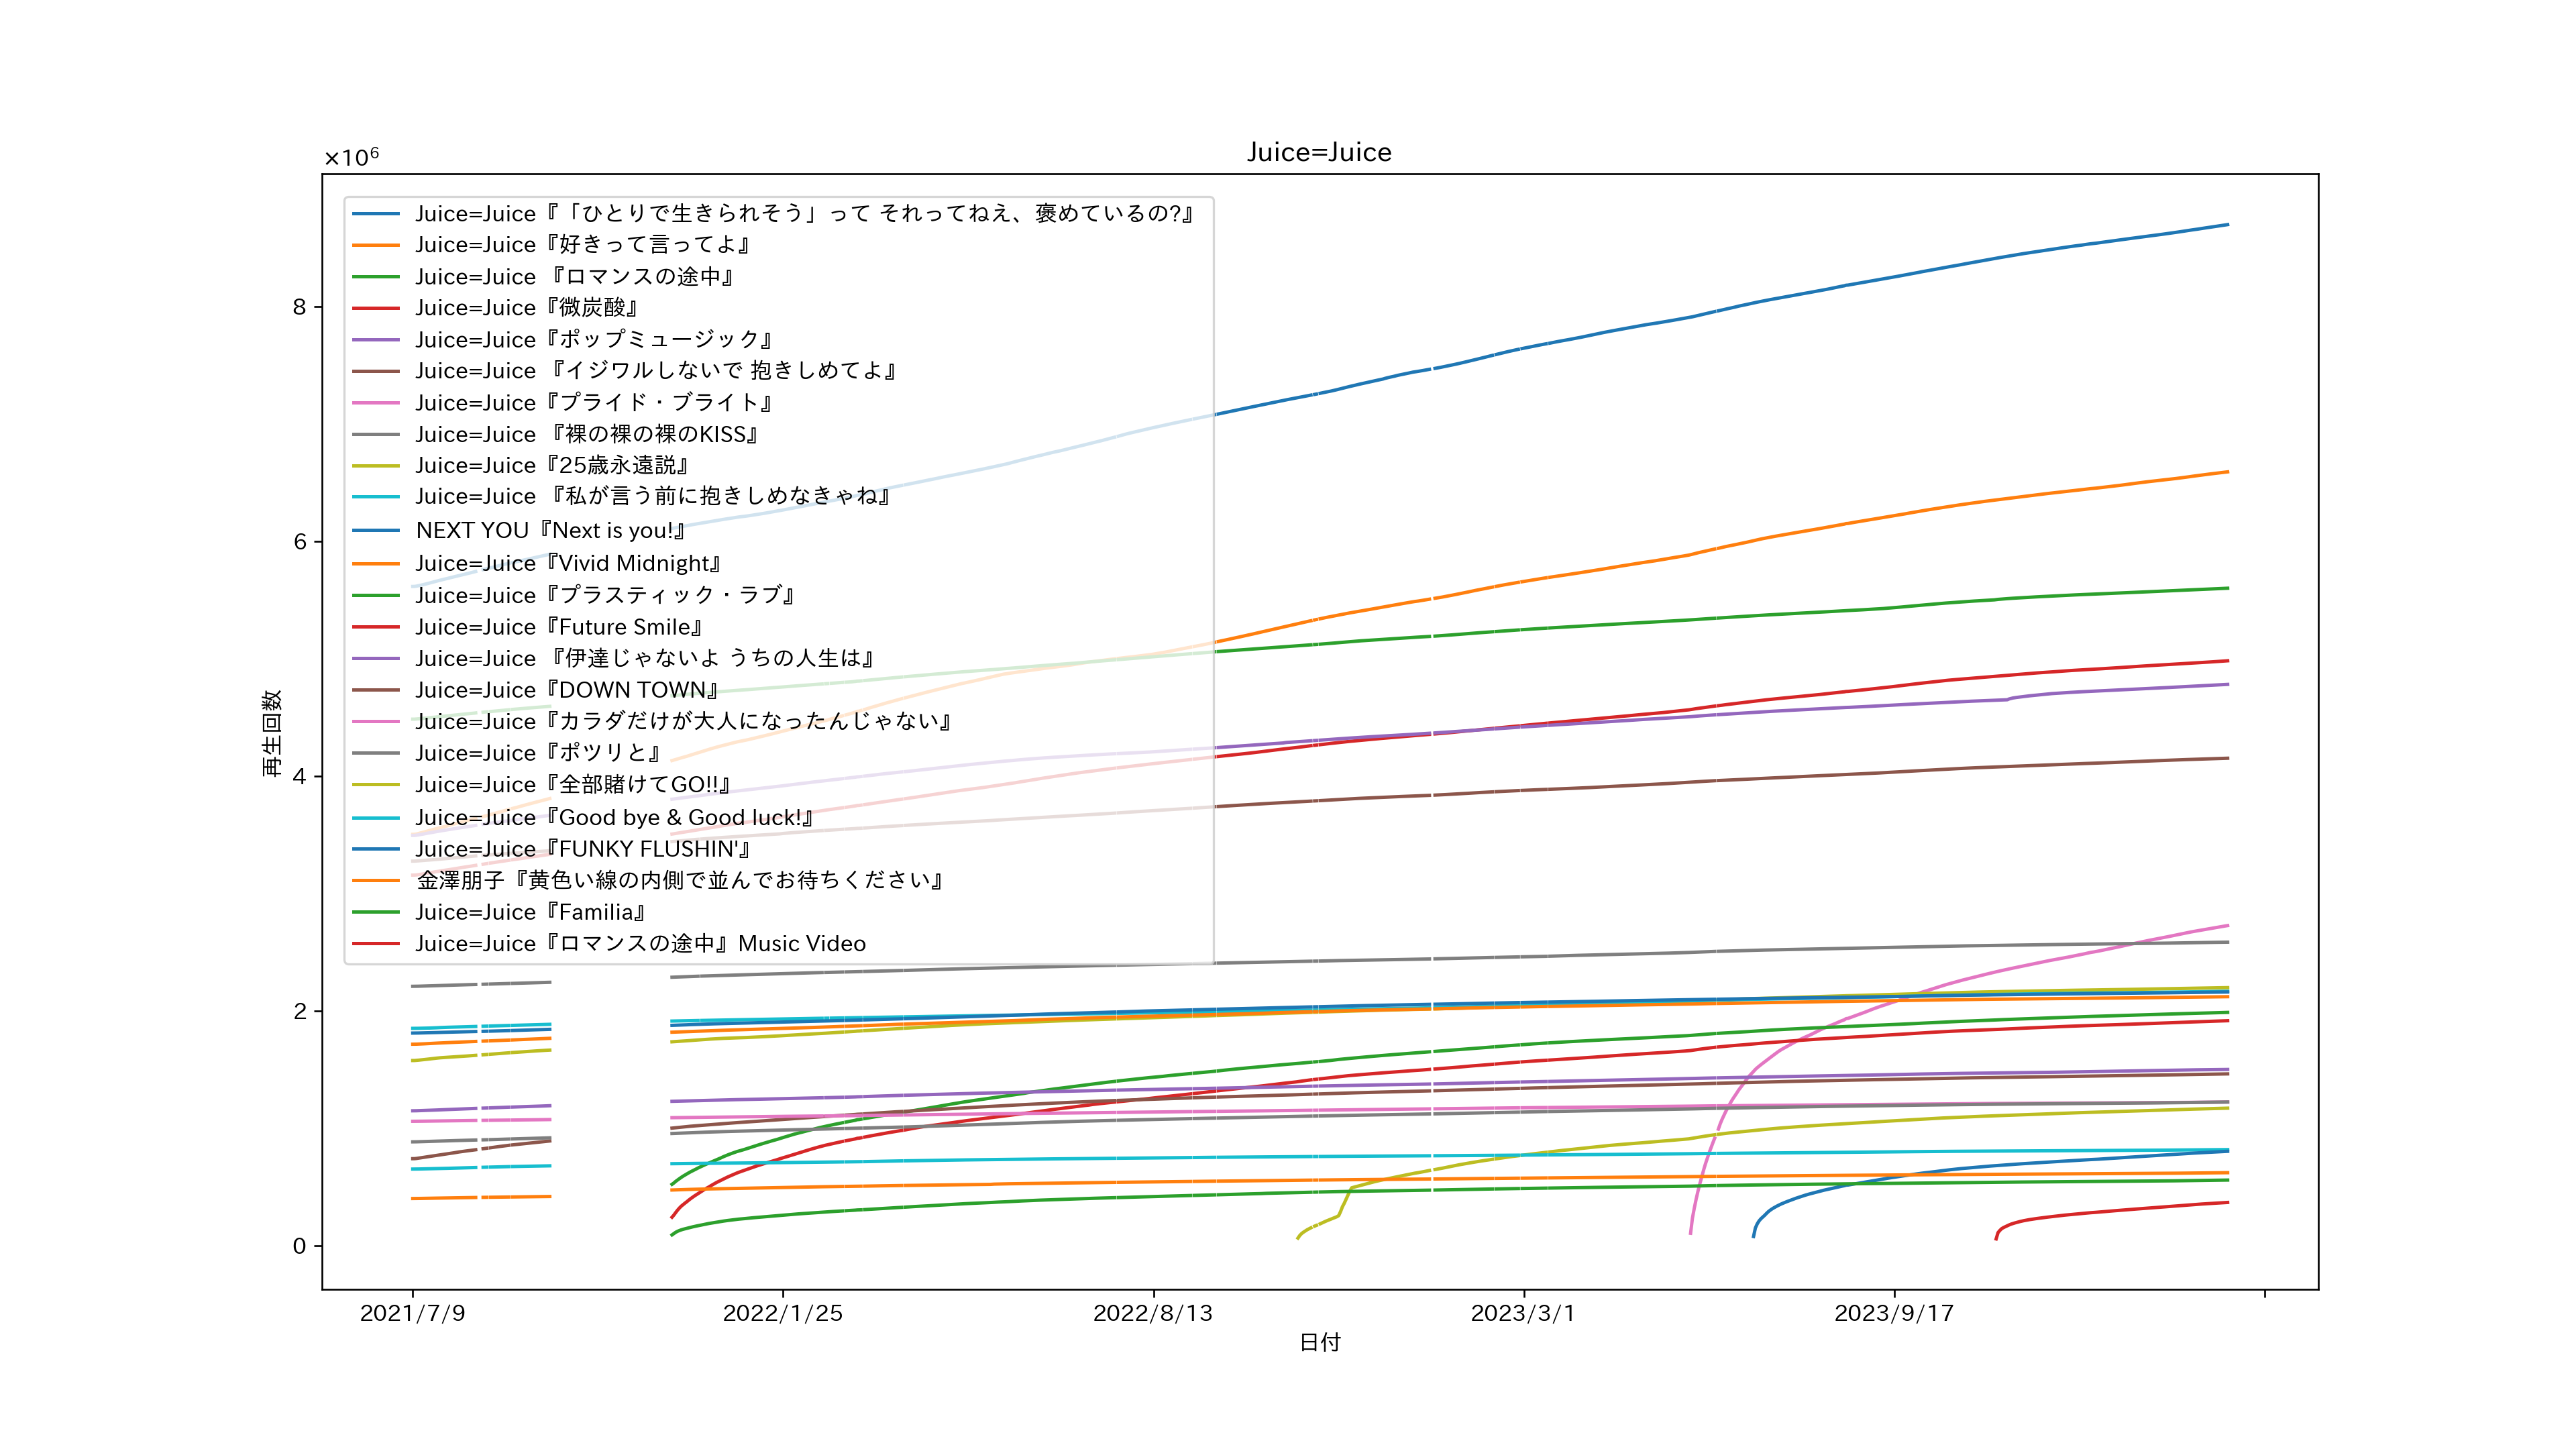 Juice=Juice
×10⁶
8
6
4
2
0
再生回数
Juice=Juice『「ひとりで生きられそう」って それってねえ、褒めているの?』
Juice=Juice『好きって言ってよ』
Juice=Juice 『ロマンスの途中』
Juice=Juice『微炭酸』
Juice=Juice『ポップミュージック』
Juice=Juice 『イジワルしないで 抱きしめてよ』
Juice=Juice『プライド・ブライト』
Juice=Juice 『裸の裸の裸のKISS』
Juice=Juice『25歳永遠説』
Juice=Juice 『私が言う前に抱きしめなきゃね』
NEXT YOU『Next is you!』
Juice=Juice『Vivid Midnight』
Juice=Juice『プラスティック・ラブ』
Juice=Juice『Future Smile』
Juice=Juice 『伊達じゃないよ うちの人生は』
Juice=Juice『DOWN TOWN』
Juice=Juice『カラダだけが大人になったんじゃない』
Juice=Juice『ポツリと』
Juice=Juice『全部賭けてGO!!』
Juice=Juice『Good bye & Good luck!』
Juice=Juice『FUNKY FLUSHIN'』
金澤朋子『黄色い線の内側で並んでお待ちください』
Juice=Juice『Familia』
Juice=Juice『ロマンスの途中』Music Video
2021/7/9
2022/1/25
2022/8/13
2023/3/1
2023/9/17
日付